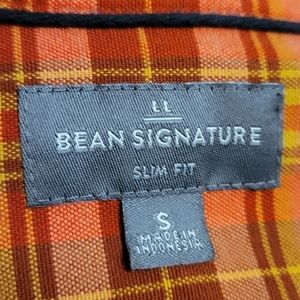 LL
BEAN SIGNATURE
SLIM FIT
S
MADE IN
INDONESIA